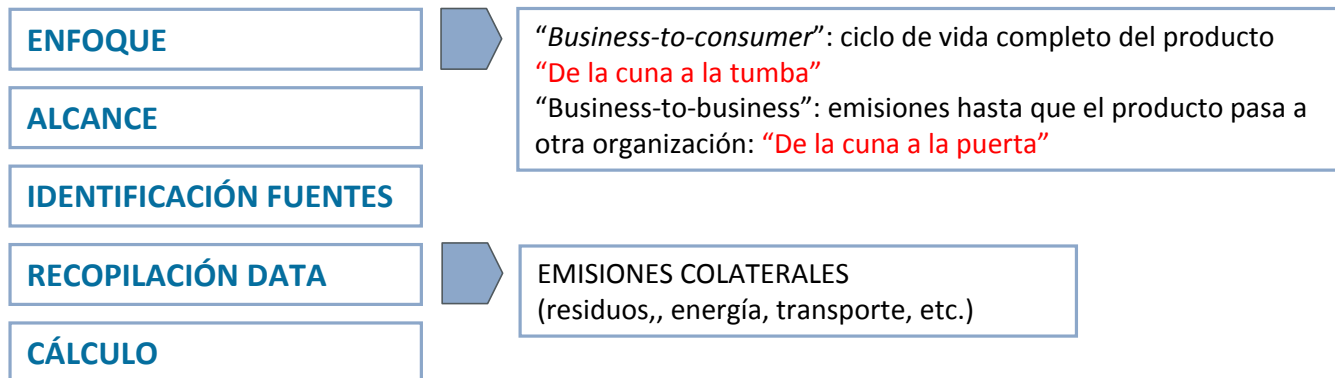 ENFOQUE
“Business-to-consumer”: ciclo de vida completo del producto
“De la cuna a la tumba”
“Business-to-business”: emisiones hasta que el producto pasa a
otra organización: “De la cuna a la puerta”
ALCANCE
IDENTIFICACIÓN FUENTES
RECOPILACIÓN DATA
EMISIONES COLATERALES
(residuos,, energía, transporte, etc.)
CÁLCULO